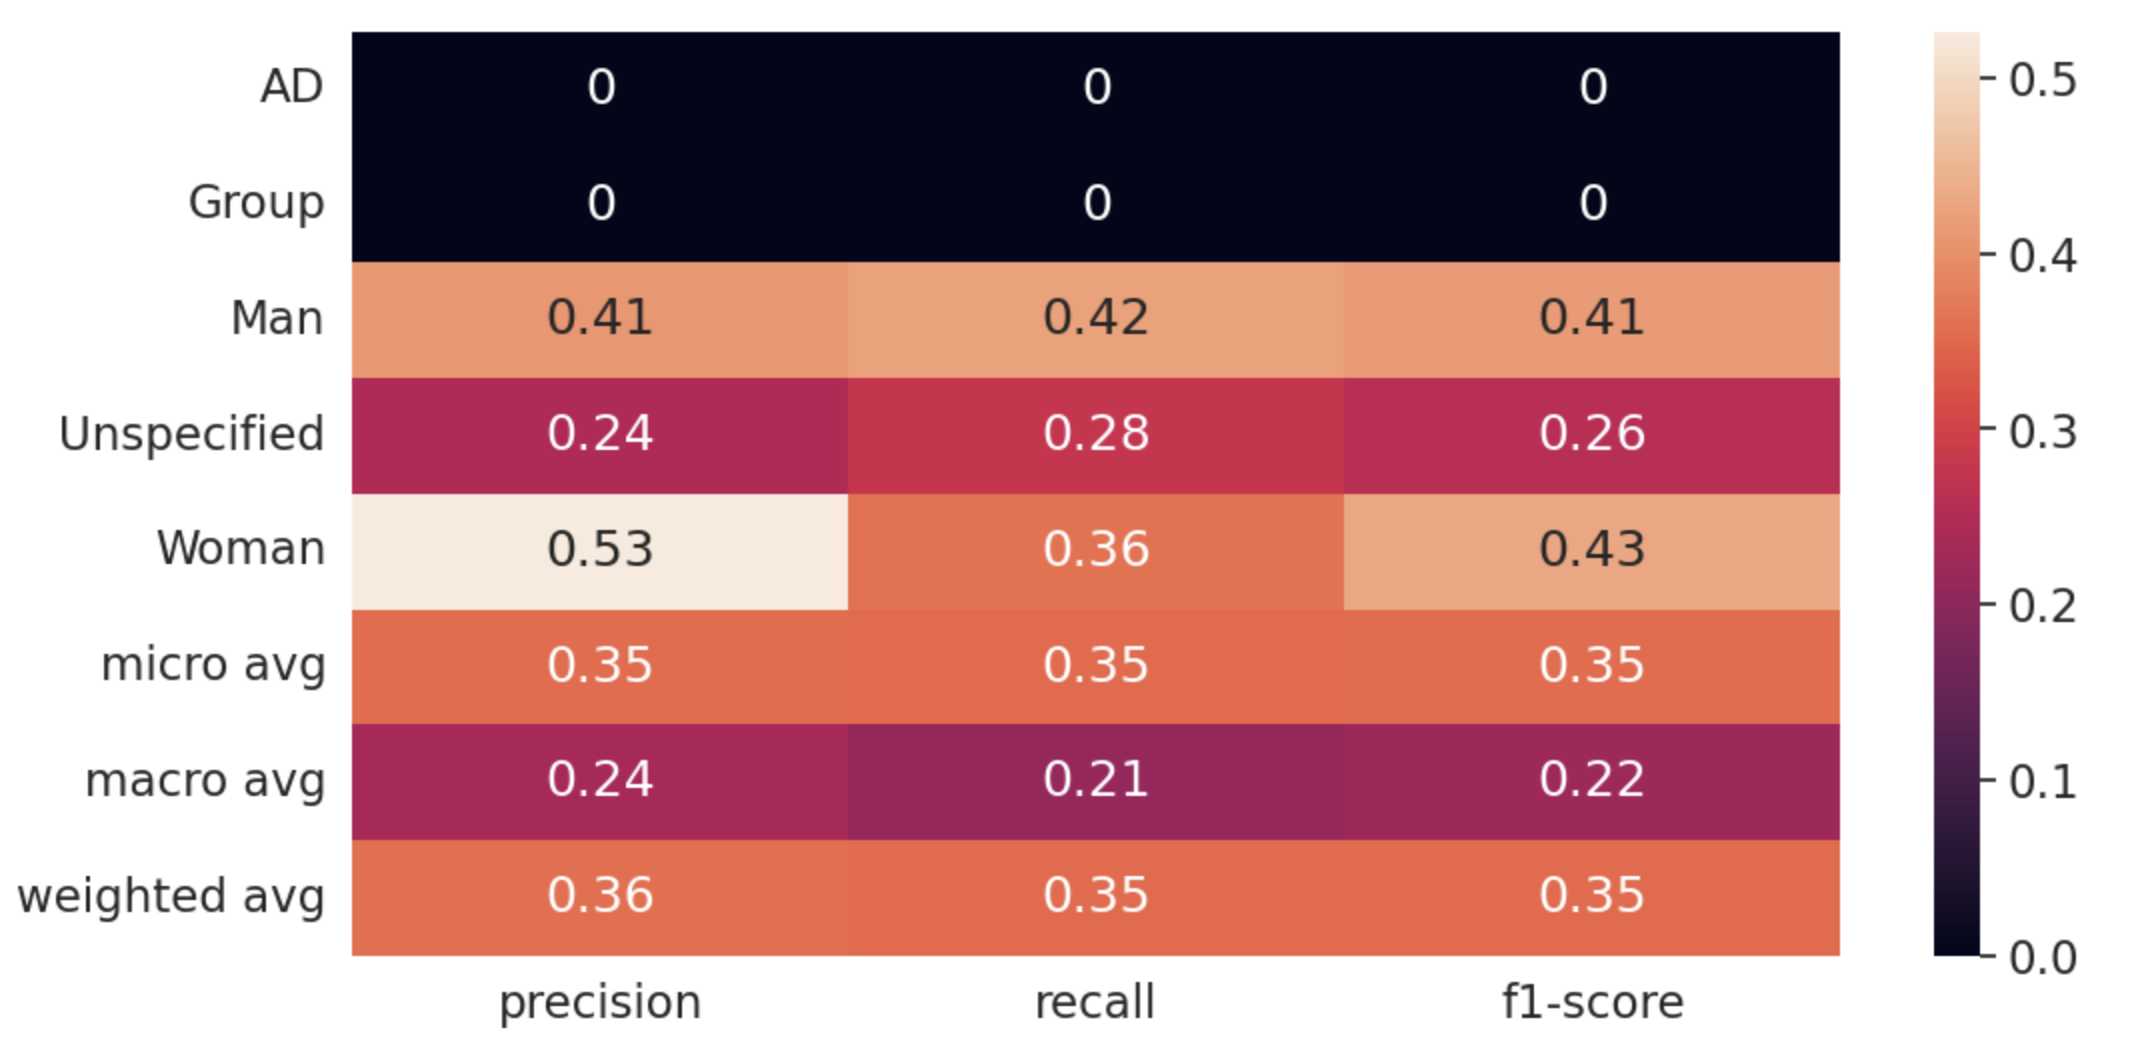 AD 0 0 0
Group 0 0 0
Man 0.41 0.42 0.41
Unspecified 0.24 0.28 0.26
Woman 0.53 0.36 0.43
micro avg 0.35 0.35 0.35
macro avg 0.24 0.21 0.22
weighted avg 0.36 0.35 0.35
precision recall f1-score
0.5
0.4
0.3
0.2
0.1
0.0